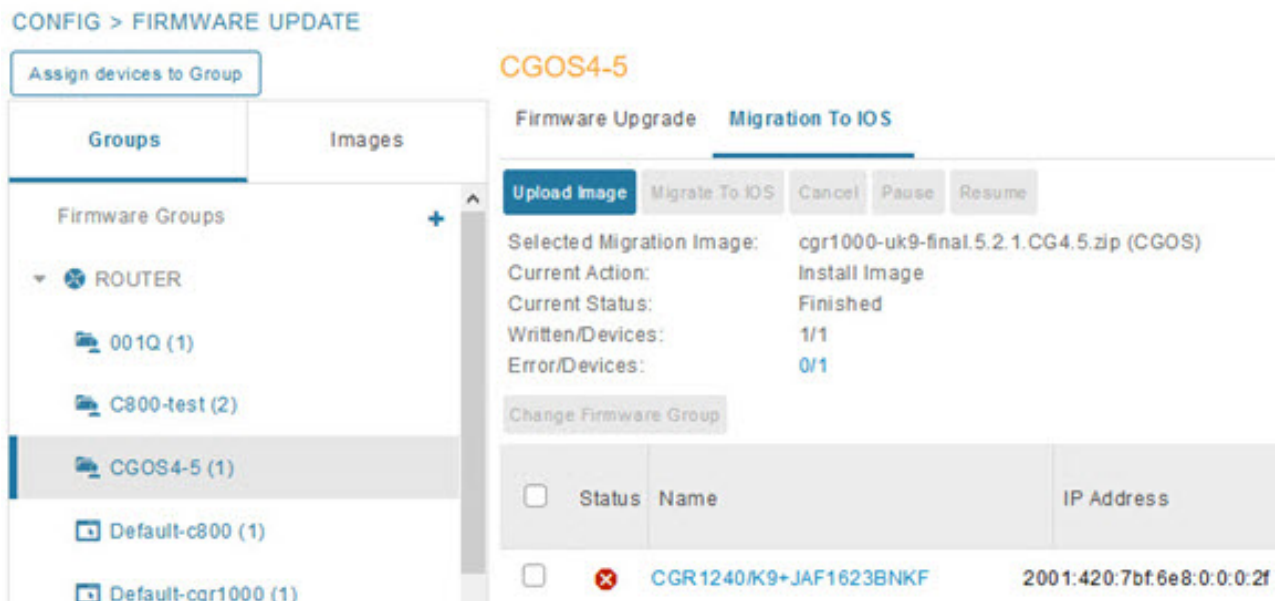 CONFIG > FIRMWARE UPDATE
Assign devices to Group
Groups
Images
Firmware Groups
+
ROUTER
001Q (1)
C800-test (2)
CGOS4-5 (1)
Default-c800 (1)
Default-cgr1000 (1)
CGOS4-5
Firmware Upgrade
Migration To IOS
Upload Image
Migrate To IOS
Cancel
Pause
Resume
Selected Migration Image: cgr1000-uk9-final.5.2.1.CG4.5.zip (CGOS)
Current Action: Install Image
Current Status: Finished
Written/Devices: 1/1
Error/Devices: 0/1
Change Firmware Group
Status Name IP Address
CGR1240/K9+JAF1623BNKF 2001:420:7bf:6e8:0:0:0:2f